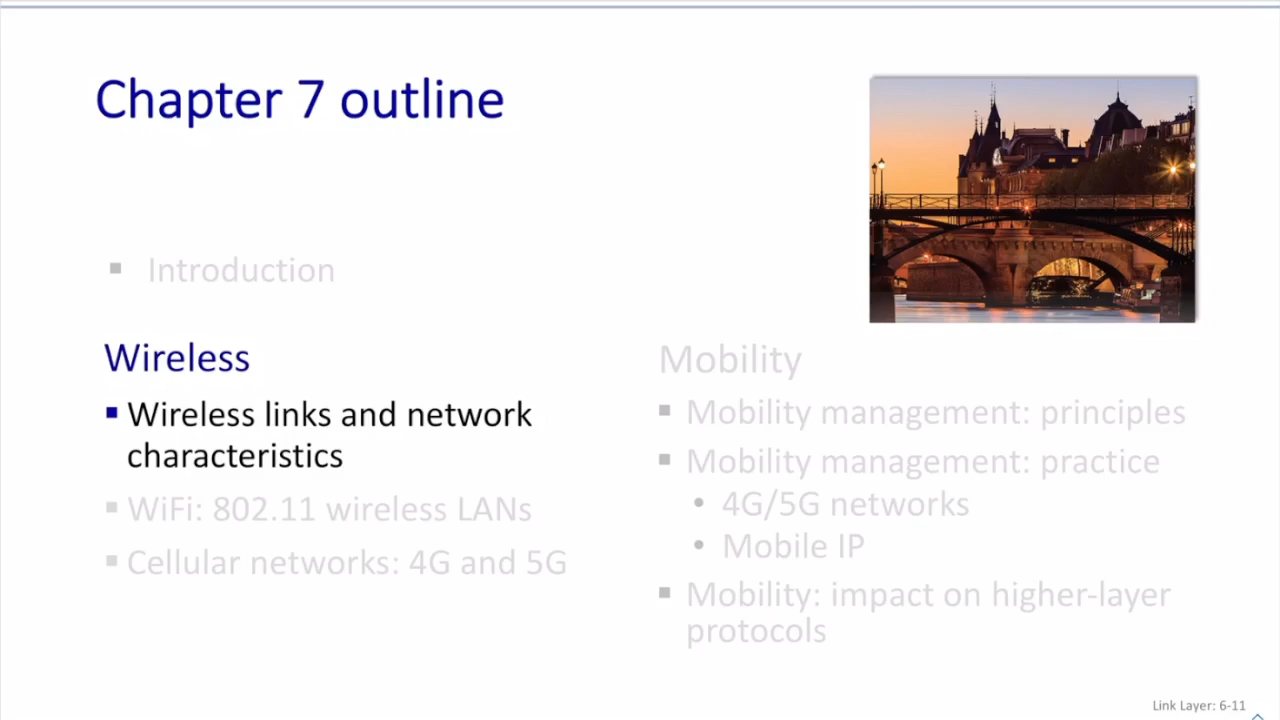 Chapter 7 outline
▪ Introduction
Wireless
▪ Wireless links and network
characteristics
▪ WiFi: 802.11 wireless LANs
▪ Cellular networks: 4G and 5G
Mobility
▪ Mobility management: principles
▪ Mobility management: practice
• 4G/5G networks
• Mobile IP
▪ Mobility: impact on higher-layer
protocols
Link Layer: 6-11